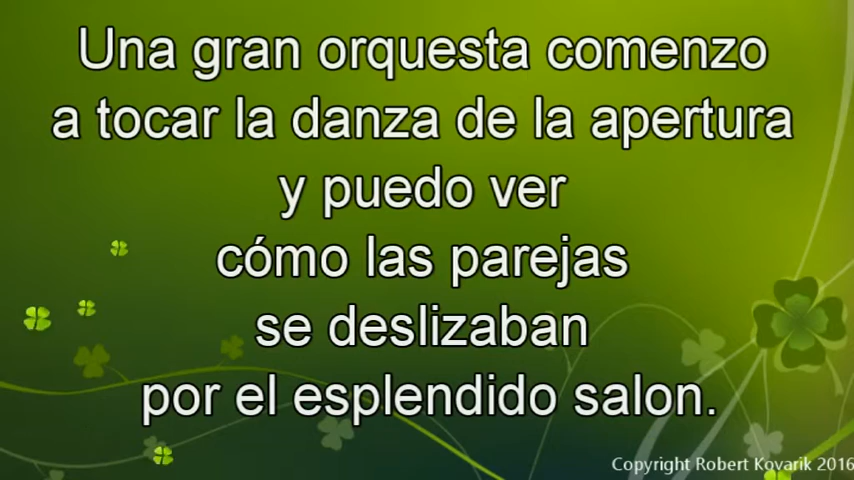 Una gran orquesta comenzo
a tocar la danza de la apertura
y puedo ver
cómo las parejas
se deslizaban
por el esplendido salon.
Copyright Robert Kovarik 2016